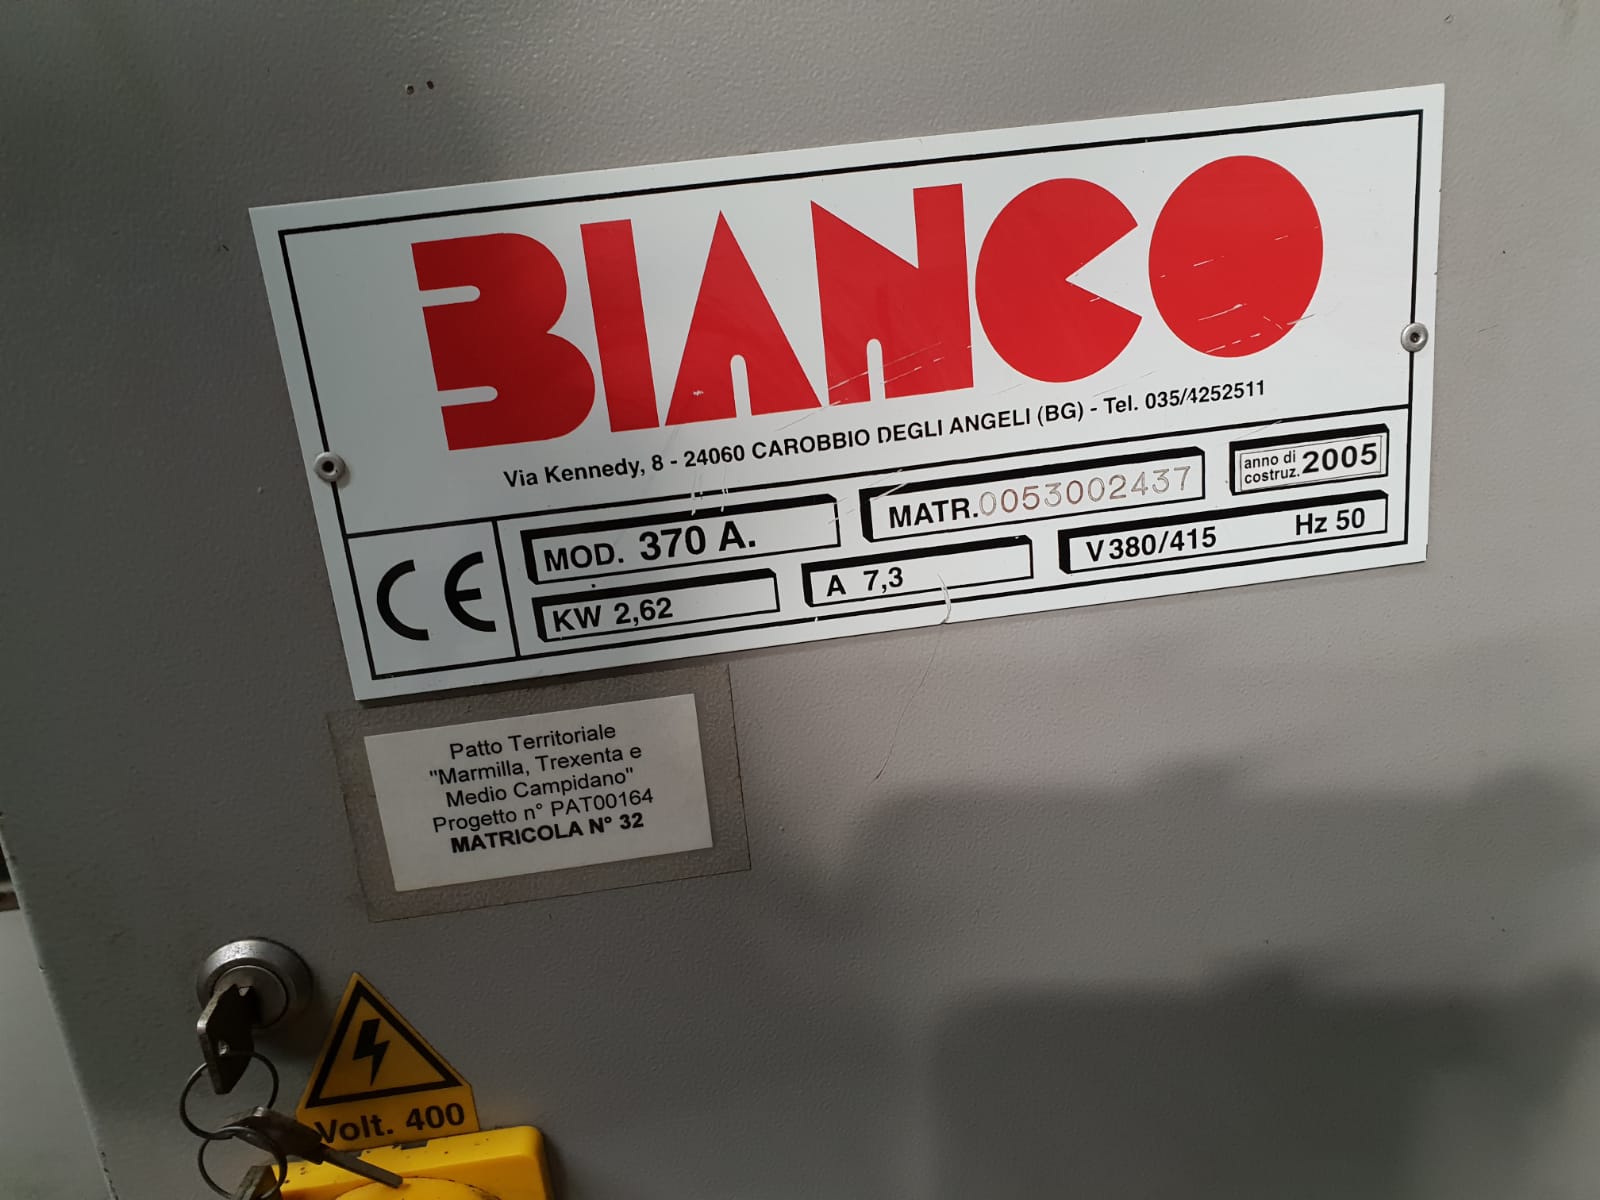 BIANCO
Via Kennedy, 8 - 24060 CAROBBIO DEGLI ANGELI (BG) - Tel. 035/4252511
CE
MOD. 370 A.
MATR. 0053002437
anno di costruz. 2005
KW 2,62
A 7,3
V 380/415 Hz 50
Patto Territoriale
"Marmilla, Trexenta e
Medio Campidano"
Progetto n° PAT00164
MATRICOLA N° 32
Volt. 400